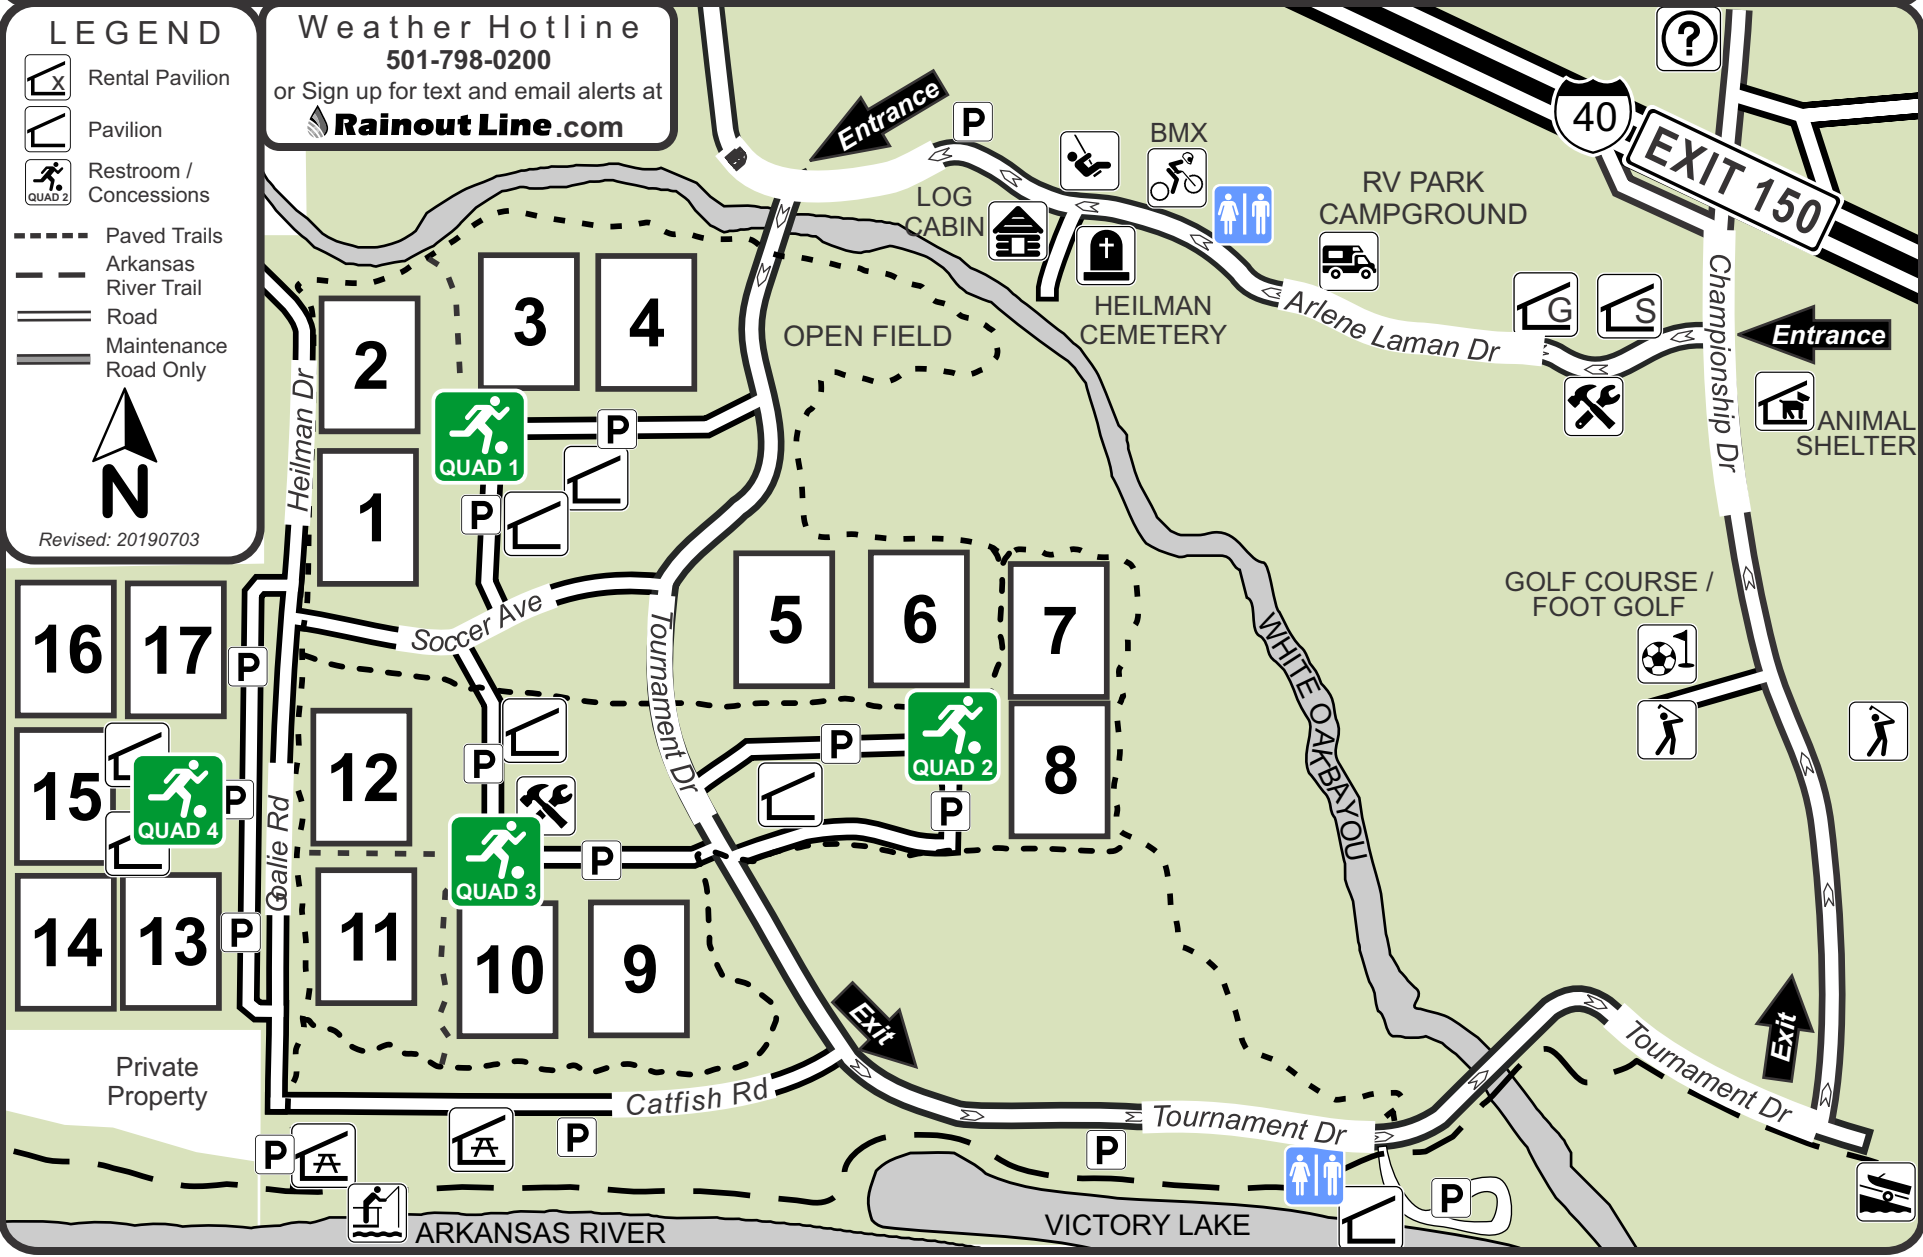 LEGEND
X
Rental Pavilion
Pavilion
QUAD 2
Restroom /
Concessions
Paved Trails
Arkansas
River Trail
Road
Maintenance
Road Only
N
Revised: 20190703
Weather Hotline
501-798-0200
or Sign up for text and email alerts at
Rainout Line.com
Entrance
P
BMX
LOG
CABIN
HEILMAN
CEMETERY
RV PARK
CAMPGROUND
?
40
EXIT 150
G
S
Arlene Laman Dr
Championship Dr
Entrance
ANIMAL
SHELTER
OPEN FIELD
Heilman Dr
2
3
4
1
QUAD 1
P
P
Soccer Ave
Tournament Dr
5
6
7
8
QUAD 2
P
P
WHITE OAK BAYOU
GOLF COURSE /
FOOT GOLF
16
17
15
14
13
QUAD 4
P
P
P
Goalie Rd
12
11
10
9
QUAD 3
P
P
Exit
Private
Property
Catfish Rd
Tournament Dr
Tournament Dr
Exit
P
P
P
P
ARKANSAS RIVER
VICTORY LAKE